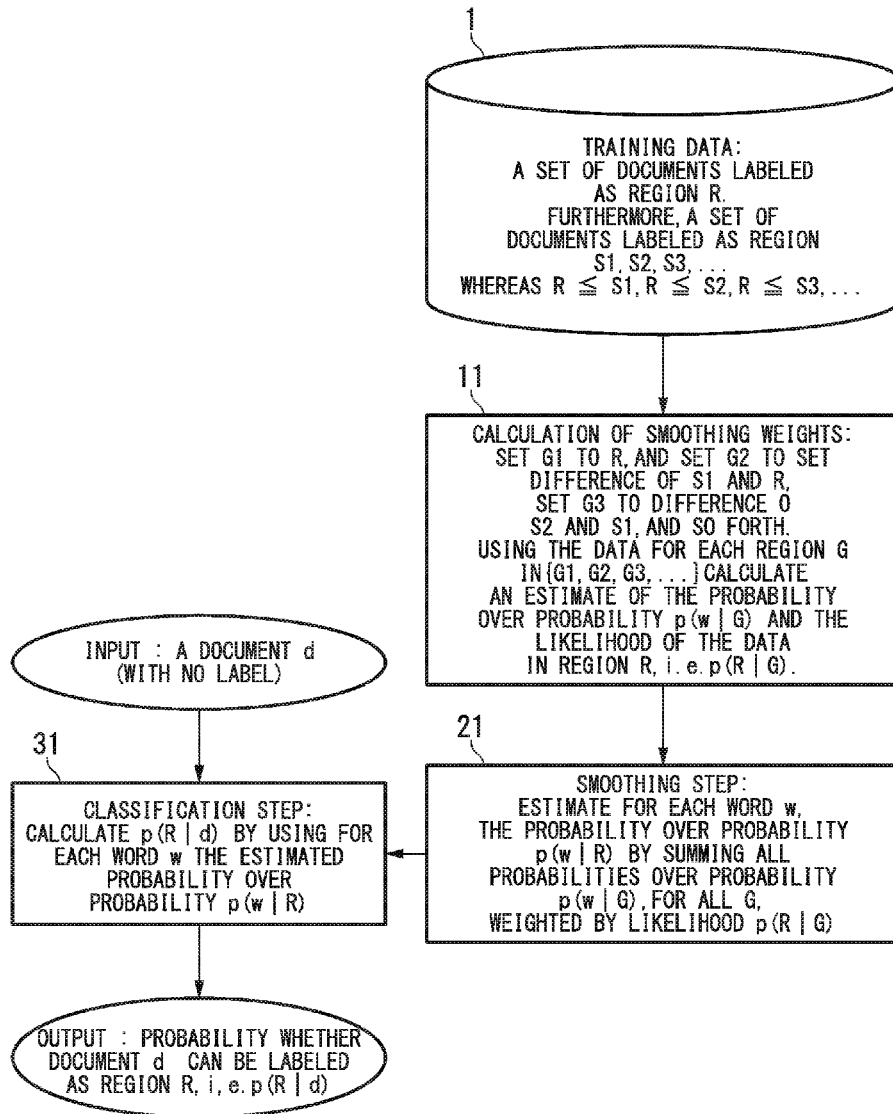 1
TRAINING DATA:
A SET OF DOCUMENTS LABELED
AS REGION R.
FURTHERMORE, A SET OF
DOCUMENTS LABELED AS REGION
S1, S2, S3, ...
WHEREAS R ≦ S1, R ≦ S2, R ≦ S3, ...
11
CALCULATION OF SMOOTHING WEIGHTS:
SET G1 TO R, AND SET G2 TO SET
DIFFERENCE OF S1 AND R,
SET G3 TO DIFFERENCE O
S2 AND S1, AND SO FORTH.
USING THE DATA FOR EACH REGION G
IN{G1, G2, G3, ...}CALCULATE
AN ESTIMATE OF THE PROBABILITY
OVER PROBABILITY p(w | G) AND THE
LIKELIHOOD OF THE DATA
IN REGION R, i.e. p(R | G).
INPUT : A DOCUMENT d
(WITH NO LABEL)
21
SMOOTHING STEP:
ESTIMATE FOR EACH WORD w,
THE PROBABILITY OVER PROBABILITY
p(w | R) BY SUMMING ALL
PROBABILITIES OVER PROBABILITY
p(w | G), FOR ALL G,
WEIGHTED BY LIKELIHOOD p(R | G)
31
CLASSIFICATION STEP:
CALCULATE p(R | d) BY USING FOR
EACH WORD w THE ESTIMATED
PROBABILITY OVER
PROBABILITY p(w | R)
OUTPUT : PROBABILITY WHETHER
DOCUMENT d CAN BE LABELED
AS REGION R, i, e. p(R | d)